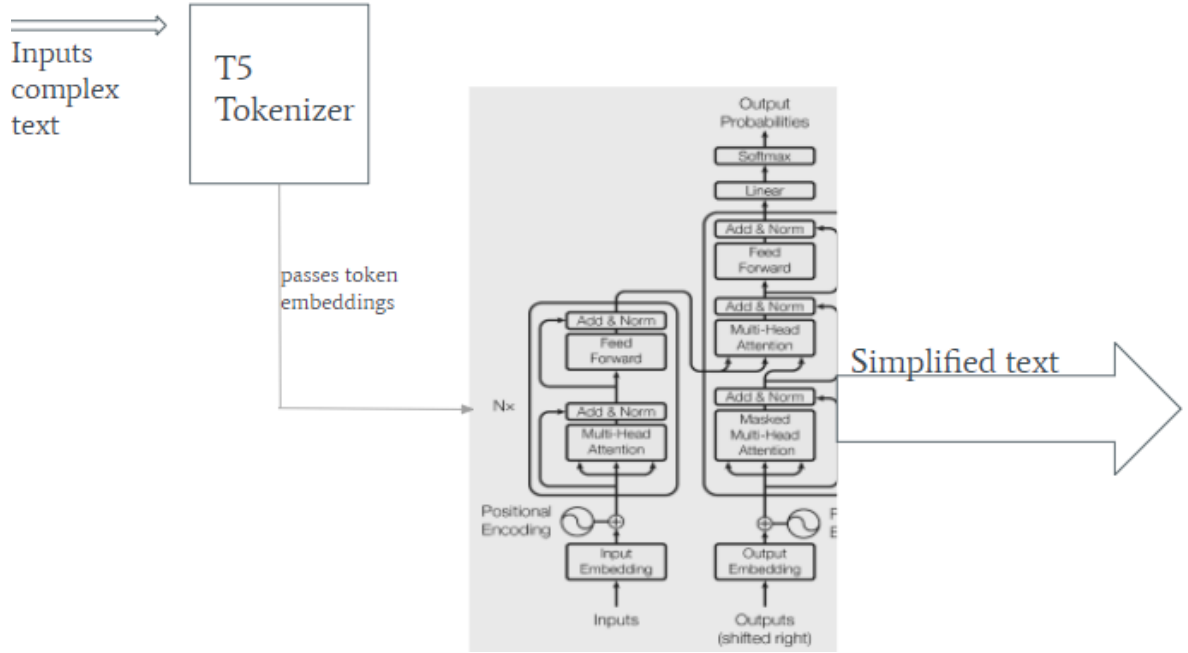 Inputs
complex
text
T5
Tokenizer
passes token
embeddings
Output
Probabilities
Softmax
Linear
Add & Norm
Feed
Forward
Add & Norm
Multi-Head
Attention
Add & Norm
Masked
Multi-Head
Attention
Add & Norm
Feed
Forward
Nx
Add & Norm
Multi-Head
Attention
Positional
Encoding
Input
Embedding
Inputs
Output
Embedding
Outputs
(shifted right)
Simplified text